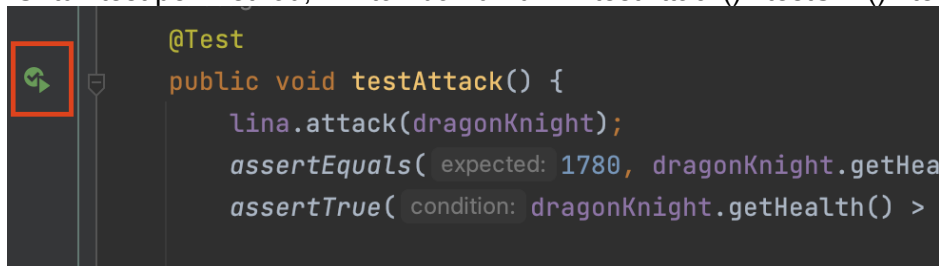 @Test
public void testAttack() {
lina.attack(dragonKnight);
assertEquals( expected: 1780, dragonKnight.getHea
assertTrue( condition: dragonKnight.getHealth() >